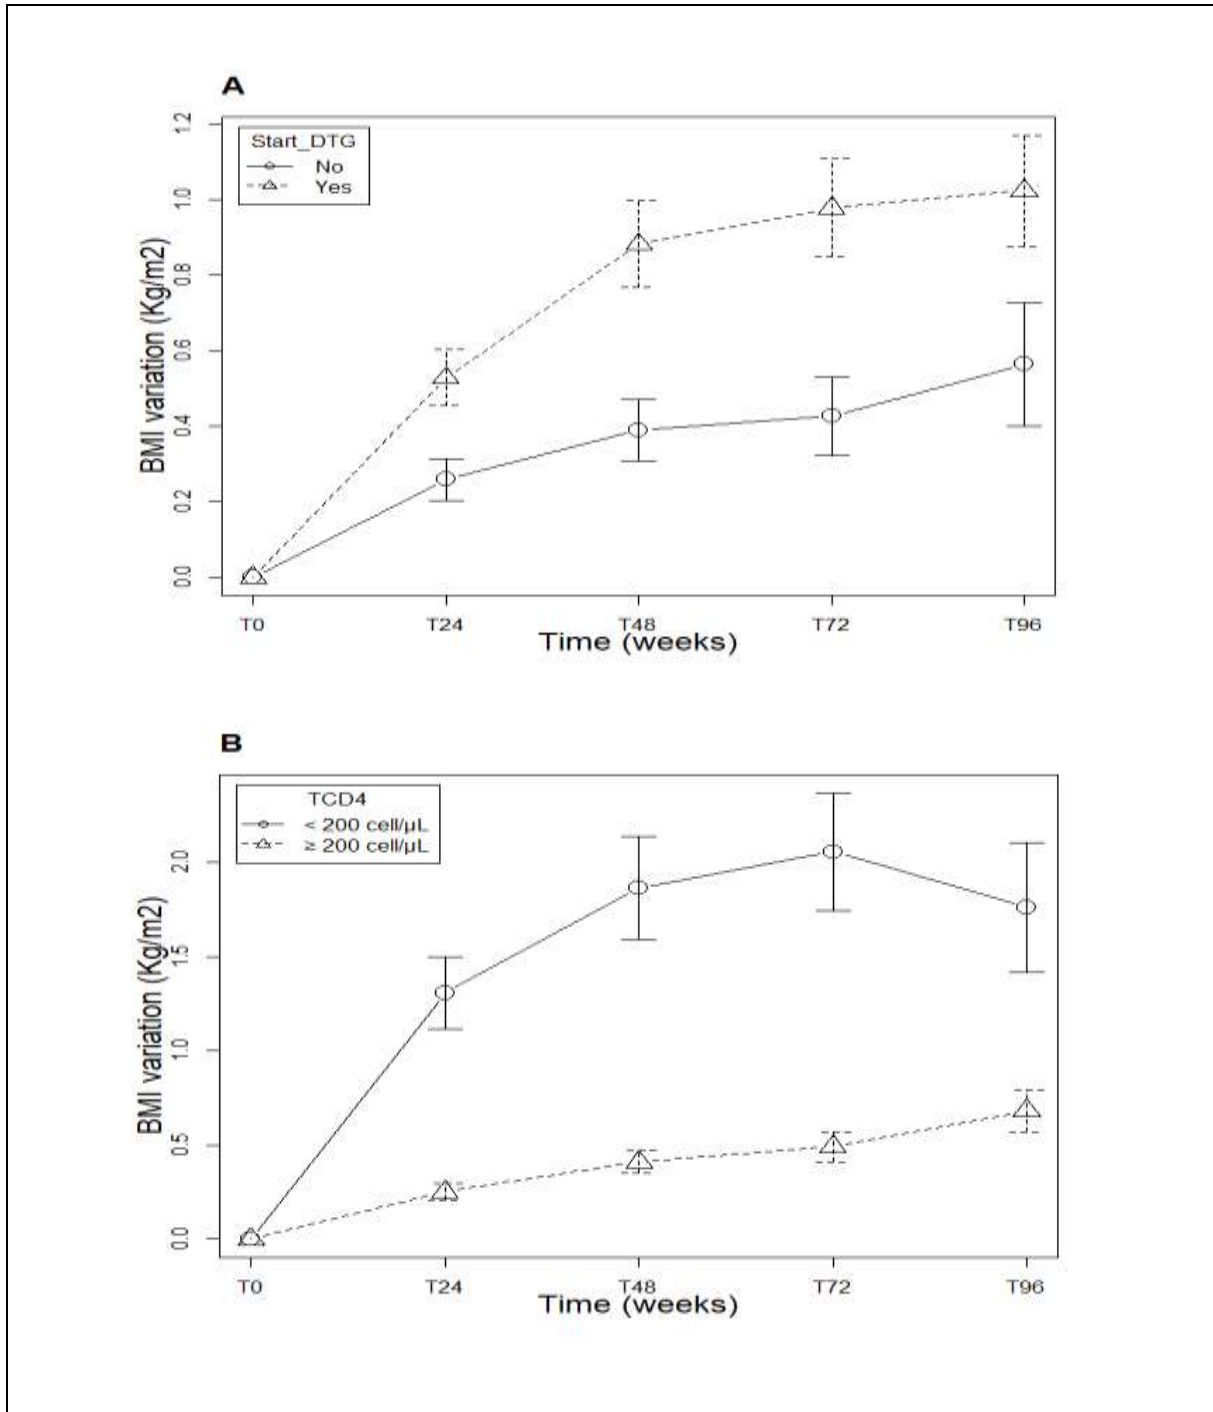 A
Start_DTG
No
Yes
BMI variation (Kg/m2)
1.2
1.0
0.8
0.6
0.4
0.2
0.0
T0 T24 T48 T72 T96
Time (weeks)
B
TCD4
< 200 cell/µL
≥ 200 cell/µL
BMI variation (Kg/m2)
2.0
1.5
1.0
0.5
0.0
T0 T24 T48 T72 T96
Time (weeks)